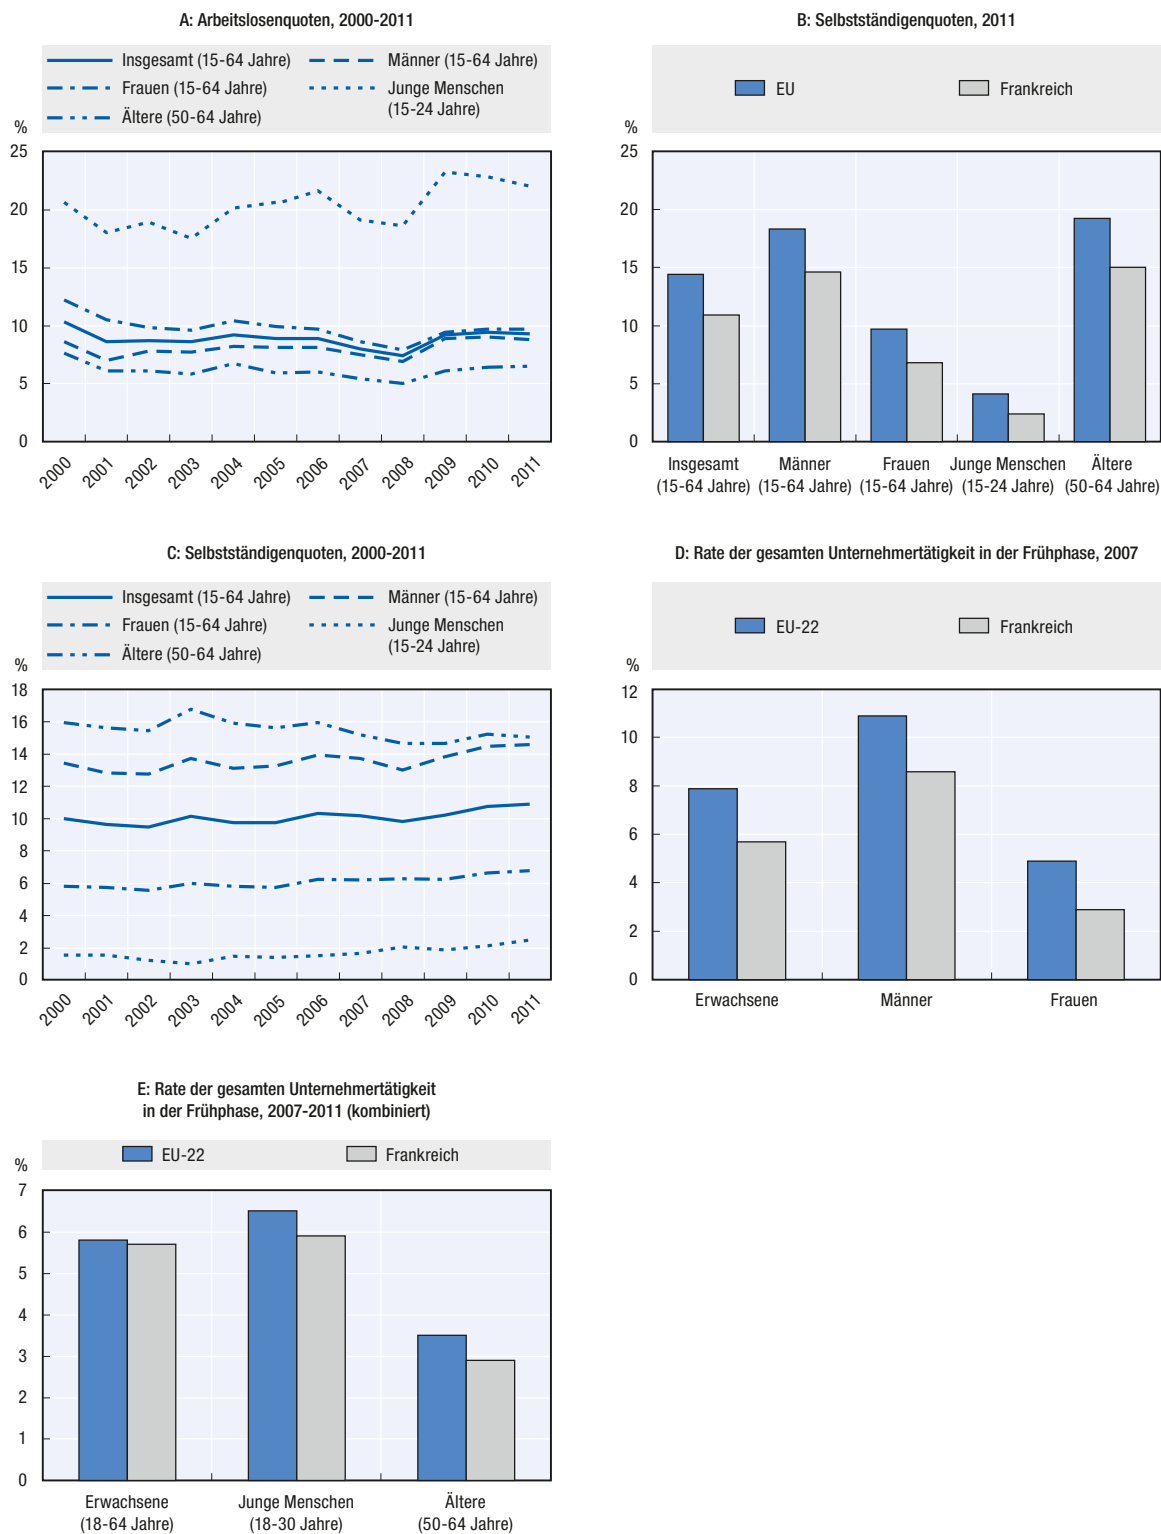 A: Arbeitslosenquoten, 2000-2011
Insgesamt (15-64 Jahre)
Männer (15-64 Jahre)
Frauen (15-64 Jahre)
Junge Menschen
(15-24 Jahre)
Ältere (50-64 Jahre)
%
25
20
15
10
5
0
2000
2001
2002
2003
2004
2005
2006
2007
2008
2009
2010
2011
B: Selbstständigenquoten, 2011
EU
Frankreich
%
25
20
15
10
5
0
Insgesamt
(15-64 Jahre)
Männer
(15-64 Jahre)
Frauen
(15-64 Jahre)
Junge Menschen
(15-24 Jahre)
Ältere
(50-64 Jahre)
C: Selbstständigenquoten, 2000-2011
Insgesamt (15-64 Jahre)
Männer (15-64 Jahre)
Frauen (15-64 Jahre)
Junge Menschen
(15-24 Jahre)
Ältere (50-64 Jahre)
%
18
16
14
12
10
8
6
4
2
0
2000
2001
2002
2003
2004
2005
2006
2007
2008
2009
2010
2011
D: Rate der gesamten Unternehmertätigkeit in der Frühphase, 2007
EU-22
Frankreich
%
12
10
8
6
4
2
0
Erwachsene
Männer
Frauen
E: Rate der gesamten Unternehmertätigkeit
in der Frühphase, 2007-2011 (kombiniert)
EU-22
Frankreich
%
7
6
5
4
3
2
1
0
Erwachsene
(18-64 Jahre)
Junge Menschen
(18-30 Jahre)
Ältere
(50-64 Jahre)